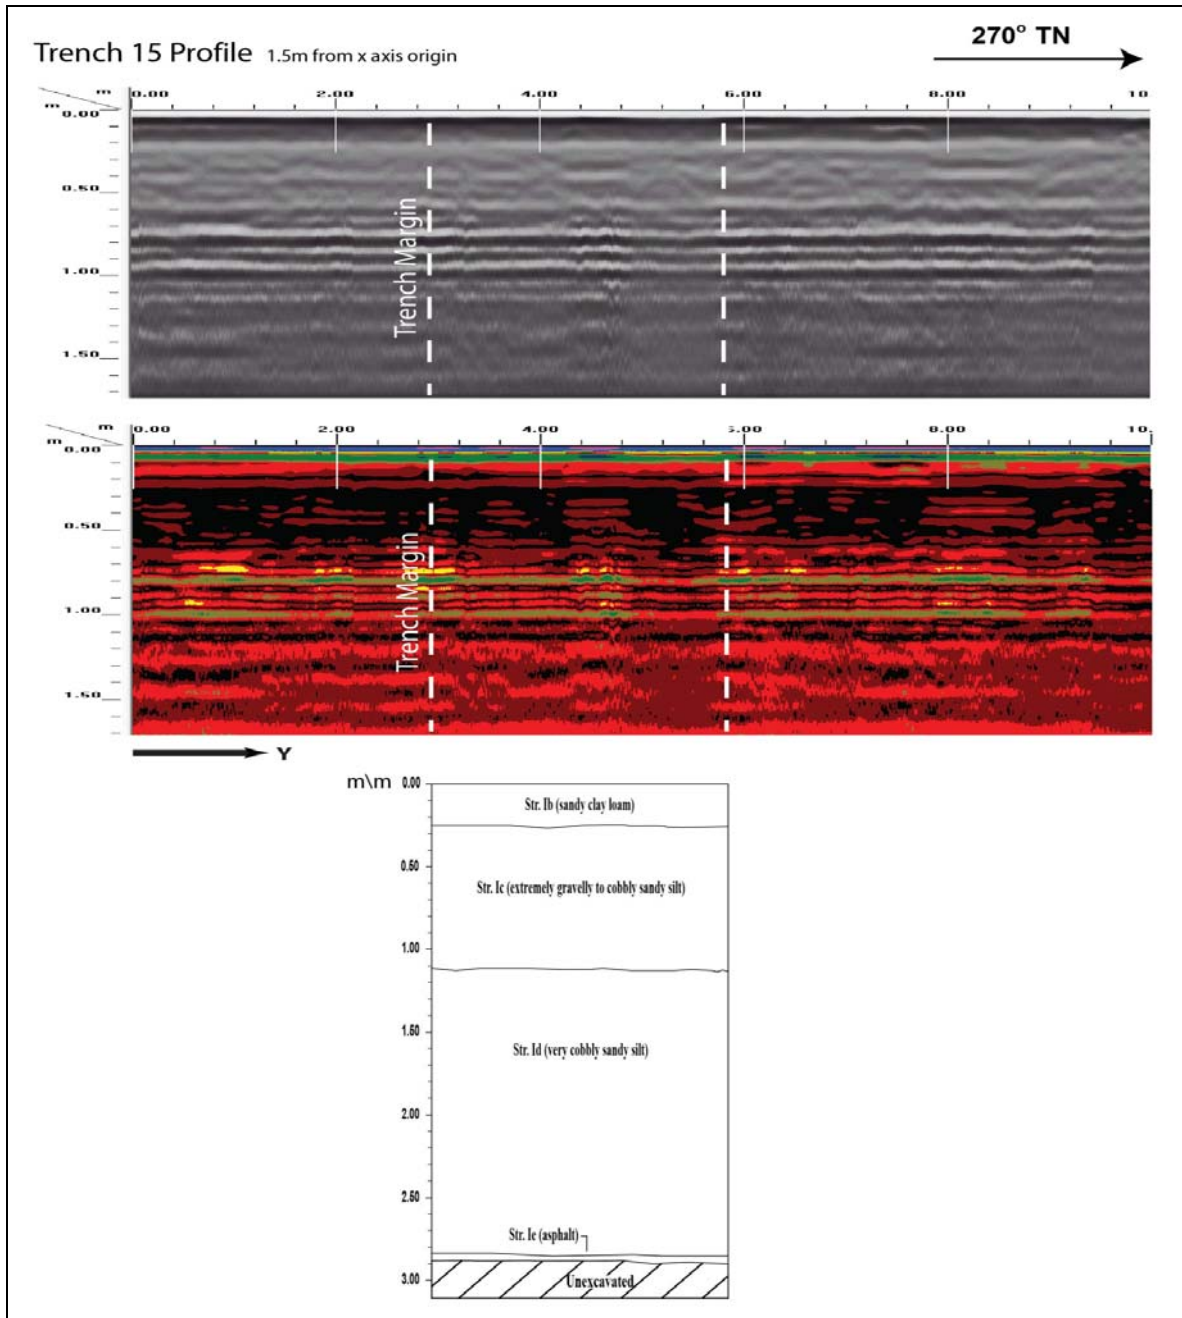 270° TN
Trench 15 Profile 1.5m from x axis origin
m 0.00 2.00 4.00 6.00 8.00 10.
m
0.00
0.50
1.00
1.50
Trench Margin
m 0.00 2.00 4.00 6.00 8.00 10.
m
0.00
0.50
1.00
1.50
Trench Margin
Y
m\m 0.00
Str. Ib (sandy clay loam)
0.50
Str. Ic (extremely gravelly to cobbly sandy silt)
1.00
1.50
Str. Id (very cobbly sandy silt)
2.00
2.50
Str. Ie (asphalt)
3.00
Unexcavated